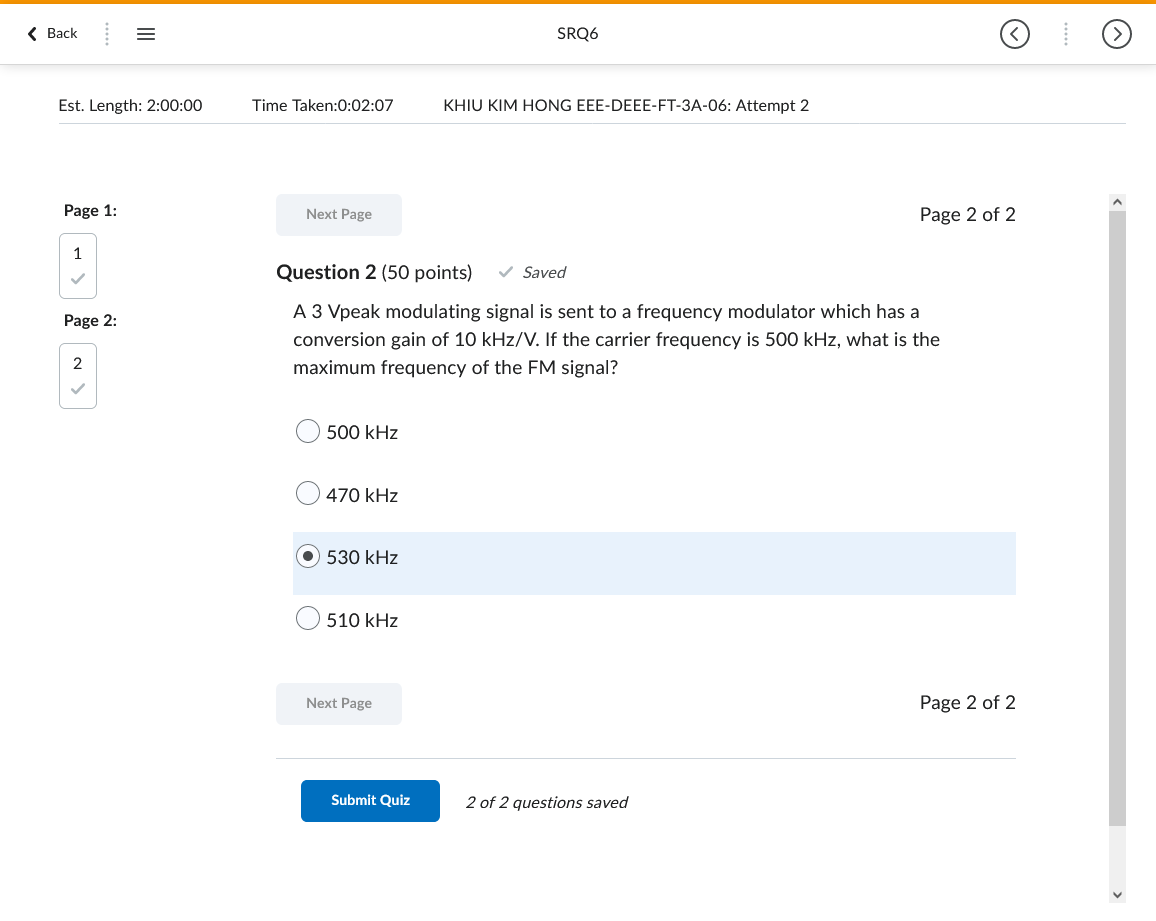 Back
SRQ6
Est. Length: 2:00:00 Time Taken:0:02:07 KHIU KIM HONG EEE-DEEE-FT-3A-06: Attempt 2
Page 1:
1
Page 2:
2
Next Page
Page 2 of 2
Question 2 (50 points) Saved
A 3 Vpeak modulating signal is sent to a frequency modulator which has a
conversion gain of 10 kHz/V. If the carrier frequency is 500 kHz, what is the
maximum frequency of the FM signal?
500 kHz
470 kHz
530 kHz
510 kHz
Next Page
Page 2 of 2
Submit Quiz
2 of 2 questions saved